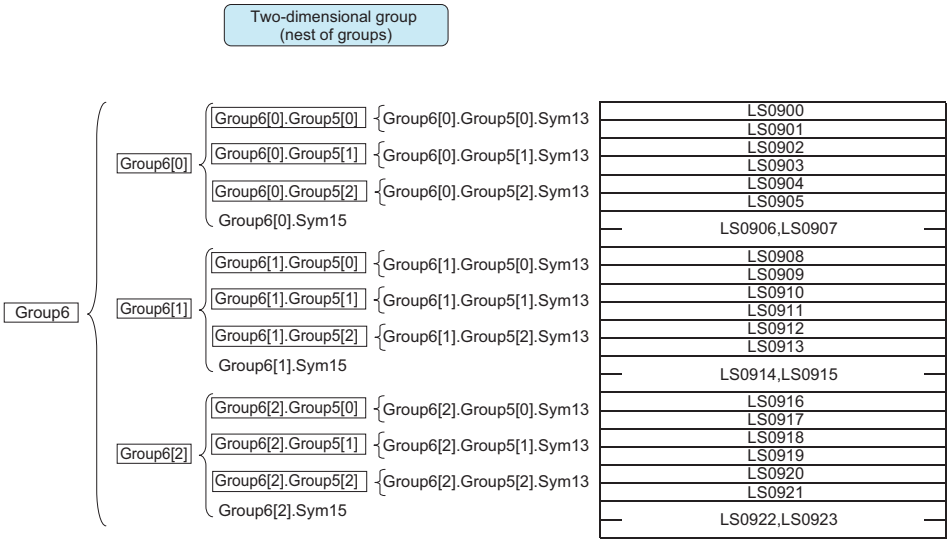 Two-dimensional group
(nest of groups)
Group6
Group6[0]
Group6[0].Group5[0]
Group6[0].Group5[0].Sym13
Group6[0].Group5[1]
Group6[0].Group5[1].Sym13
Group6[0].Group5[2]
Group6[0].Group5[2].Sym13
Group6[0].Sym15
LS0900
LS0901
LS0902
LS0903
LS0904
LS0905
LS0906,LS0907
Group6[1]
Group6[1].Group5[0]
Group6[1].Group5[0].Sym13
Group6[1].Group5[1]
Group6[1].Group5[1].Sym13
Group6[1].Group5[2]
Group6[1].Group5[2].Sym13
Group6[1].Sym15
LS0908
LS0909
LS0910
LS0911
LS0912
LS0913
LS0914,LS0915
Group6[2]
Group6[2].Group5[0]
Group6[2].Group5[0].Sym13
Group6[2].Group5[1]
Group6[2].Group5[1].Sym13
Group6[2].Group5[2]
Group6[2].Group5[2].Sym13
Group6[2].Sym15
LS0916
LS0917
LS0918
LS0919
LS0920
LS0921
LS0922,LS0923